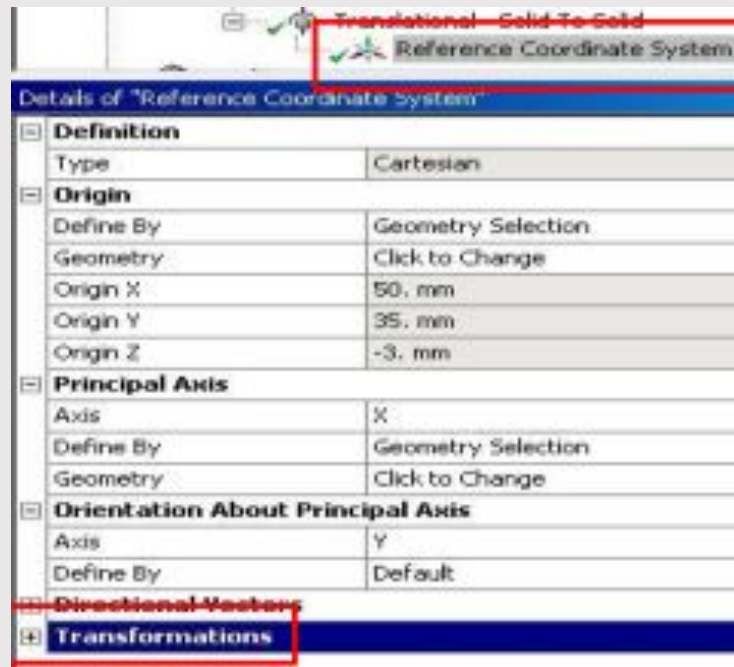 Translational - Solid To Solid
Reference Coordinate System
Details of "Reference Coordinate System"
Definition
Type Cartesian
Origin
Define By Geometry Selection
Geometry Click to Change
Origin X 50. mm
Origin Y 35. mm
Origin Z -3. mm
Principal Axis
Axis X
Define By Geometry Selection
Geometry Click to Change
Orientation About Principal Axis
Axis Y
Define By Default
Directional Vectors
Transformations